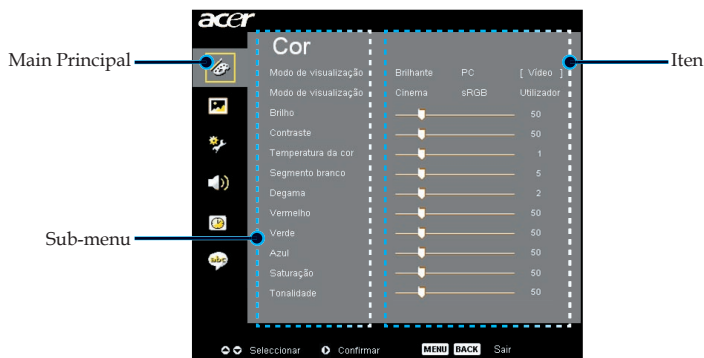 acer
Cor
Main Principal
Iten
Modo de visualização Brilhante PC [ Vídeo ]
Modo de visualização Cinema sRGB Utilizador
Brilho 50
Contraste 50
Temperatura da cor 1
Segmento branco 5
Degama 2
Vermelho 50
Verde 50
Sub-menu
Azul 50
abc
Saturação 50
Tonalidade 50
Seleccionar Confirmar MENU BACK Sair